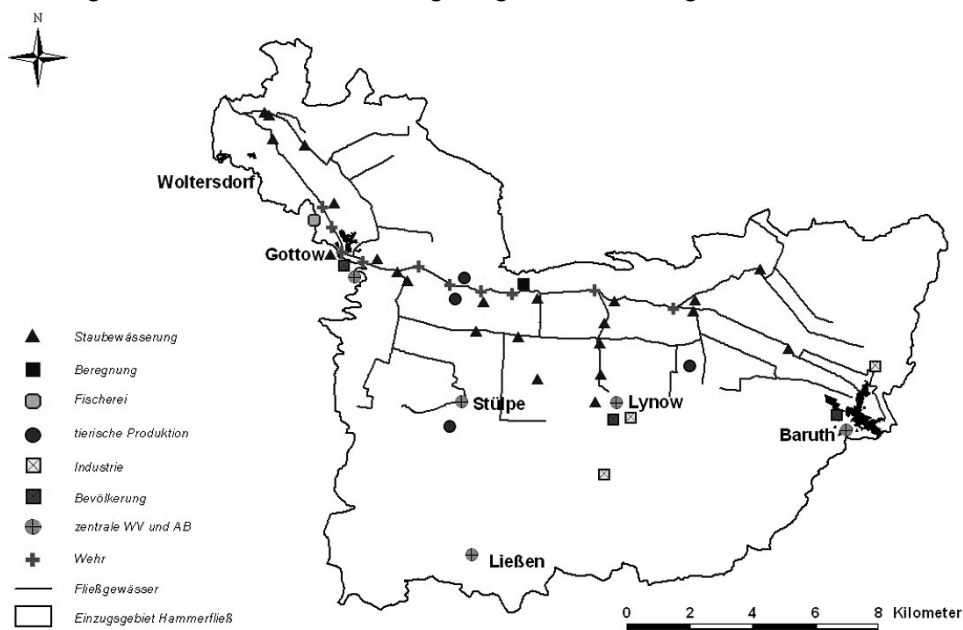 N
Woltersdorf
Gottow
Stülpe
Lynow
Baruth
Ließen
Staubewässerung
Beregnung
Fischerei
tierische Produktion
Industrie
Bevölkerung
zentrale WV und AB
Wehr
Fließgewässer
Einzugsgebiet Hammerfließ
0 2 4 6 8 Kilometer